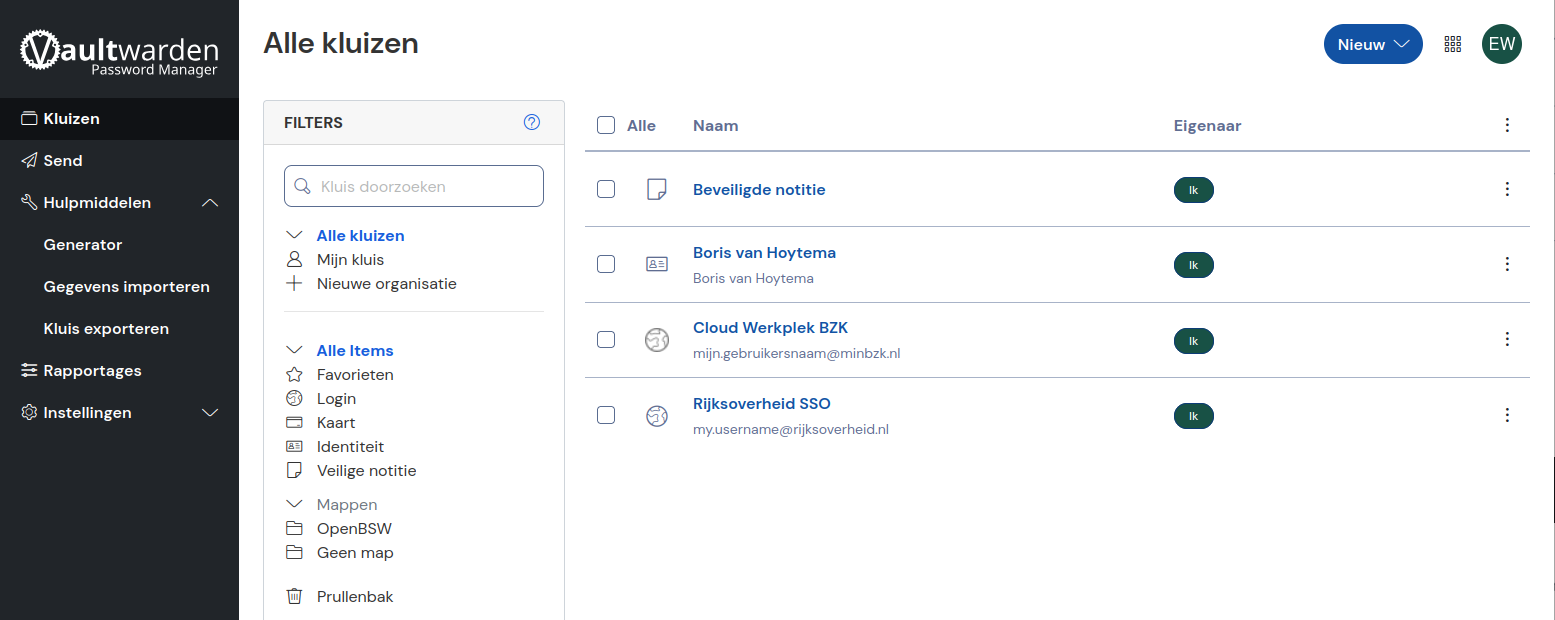 Vaultwarden
Password Manager
Kluizen
Send
Hulpmiddelen
Generator
Gegevens importeren
Kluis exporteren
Rapportages
Instellingen
Alle kluizen
Nieuw
EW
FILTERS
Kluis doorzoeken
Alle kluizen
Mijn kluis
Nieuwe organisatie
Alle Items
Favorieten
Login
Kaart
Identiteit
Veilige notitie
Mappen
OpenBSW
Geen map
Prullenbak
Alle Naam Eigenaar
Beveiligde notitie Ik
Boris van Hoytema Ik
Boris van Hoytema
Cloud Werkplek BZK Ik
mijn.gebruikersnaam@minbzk.nl
Rijksoverheid SSO Ik
my.username@rijksoverheid.nl